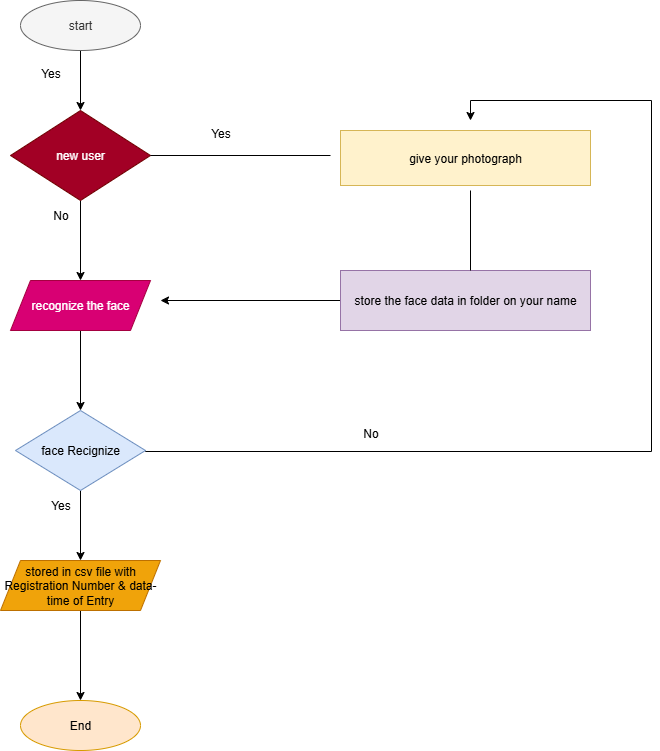 start
Yes
new user
Yes
give your photograph
No
recognize the face
store the face data in folder on your name
No
face Recignize
Yes
stored in csv file with
Registration Number & data-
time of Entry
End